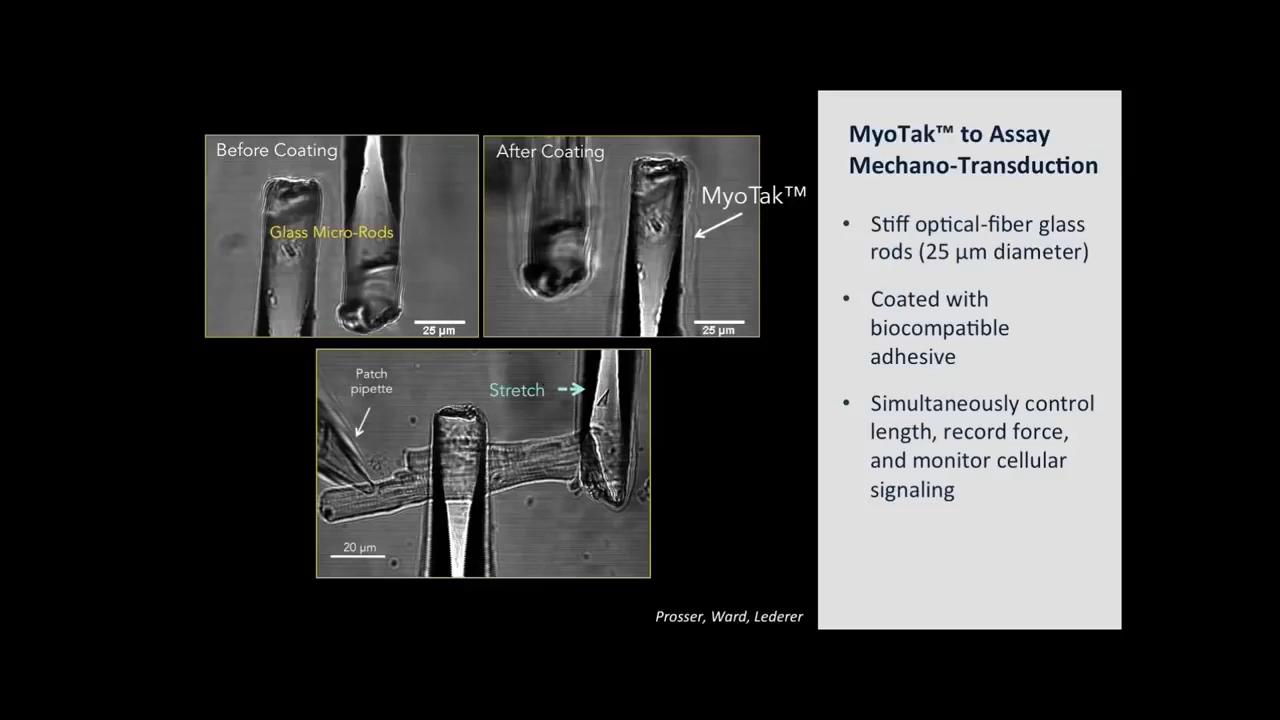 Before Coating
Glass Micro-Rods
25 µm
After Coating
MyoTak™
25 µm
Patch
pipette
Stretch
20 µm
Prosser, Ward, Lederer
MyoTak™ to Assay
Mechano-Transduction
• Stiff optical-fiber glass
rods (25 µm diameter)
• Coated with
biocompatible
adhesive
• Simultaneously control
length, record force,
and monitor cellular
signaling